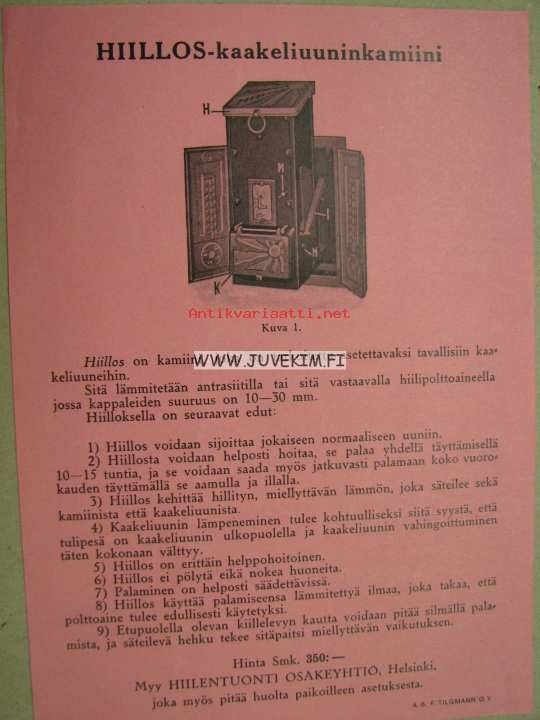 HIILLOS-kaakeliuuninkamiini
H
M
L
I
M
K
Antikvariaatti.net
Kuva 1.
WWW.JUVEKIM.FI
Hiillos on kamiini, asetettavaksi tavallisiin kaa-
keliuuneihin.
Sitä lämmitetään antrasiitilla tai sitä vastaavalla hiilipolttoaineella
jossa kappaleiden suuruus on 10—30 mm.
Hiilloksella on seuraavat edut:
1) Hiillos voidaan sijoittaa jokaiseen normaaliseen uuniin.
2) Hiillosta voidaan helposti hoitaa, se palaa yhdellä täyttämisellä
10—15 tuntia, ja se voidaan saada myös jatkuvasti palamaan koko vuoro-
kauden täyttämällä se aamulla ja illalla.
3) Hiillos kehittää hillityn, miellyttävän lämmön, joka säteilee sekä
kamiinista että kaakeliuunista.
4) Kaakeliuunin lämpeneminen tulee kohtuulliseksi siitä syystä, että
tulipesä on kaakeliuunin ulkopuolella ja kaakeliuunin vahingoittuminen
täten kokonaan välttyy.
5) Hiillos on erittäin helppohoitoinen.
6) Hiillos ei pölytä eikä nokea huoneita.
7) Palaminen on helposti säädettävissä.
8) Hiillos käyttää palamiseensa lämmitettyä ilmaa, joka takaa, että
polttoaine tulee edullisesti käytetyksi.
9) Etupuolella olevan kiillelevyn kautta voidaan pitää silmällä pala-
mista, ja säteilevä hehku tekee sitäpaitsi miellyttävän vaikutuksen.
Hinta Smk. 350:—
Myy HIILENTUONTI OSAKEYHTIÖ, Helsinki,
joka myös pitää huolta paikoilleen asetuksesta.
A. B. F. TILGMANN O. Y.